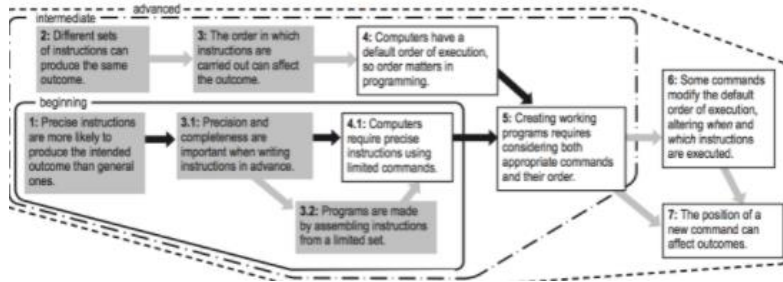 advanced
intermediate
2: Different sets
of instructions can
produce the same
outcome.
3: The order in which
instructions are
carried out can affect
the outcome.
4: Computers have a
default order of execution,
so order matters in
programming.
beginning
1: Precise instructions
are more likely to
produce the intended
outcome than general
ones.
3.1: Precision and
completeness are
important when writing
instructions in advance.
4.1: Computers
require precise
instructions using
limited commands.
3.2: Programs are made
by assembling instructions
from a limited set.
5: Creating working
programs requires
considering both
appropriate commands
and their order.
6: Some commands
modify the default
order of execution,
altering when and
which instructions
are executed.
7: The position of a
new command can
affect outcomes.